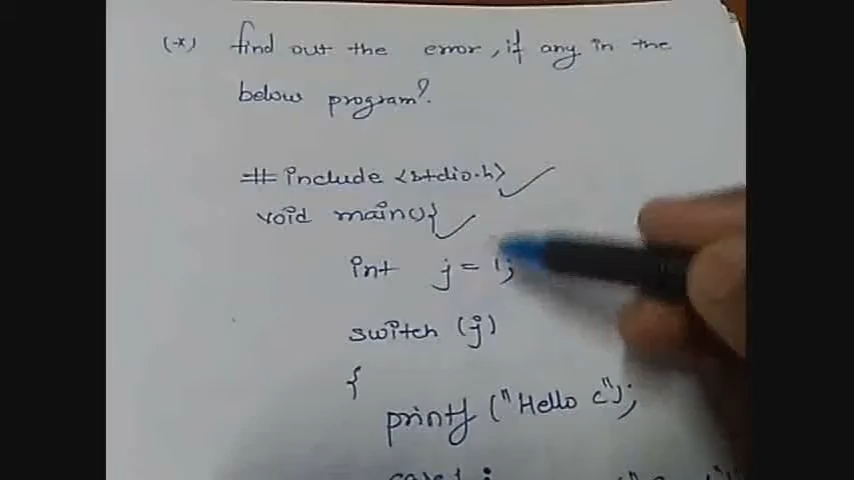 (*) find out the error, if any in the
below program?
#include <stdio.h>
void main(){
int j = 1;
switch (j)
{
printf ("Hello c");